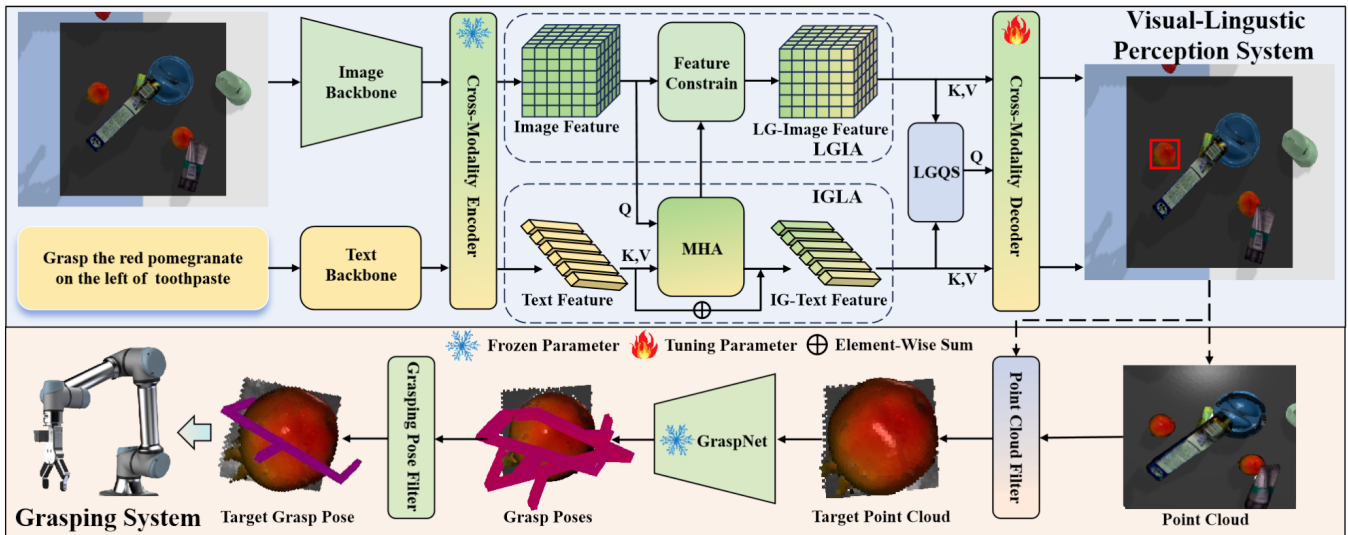 Visual-Lingustic
Perception System
Image
Backbone
Cross-Modality Encoder
Image Feature
Feature
Constrain
LG-Image Feature
LGIA
K,V
LGQS
Q
Cross-Modality Decoder
Grasp the red pomegranate
on the left of toothpaste
Text
Backbone
IGLA
Q
K,V
MHA
Text Feature
IG-Text Feature
K,V
Frozen Parameter
Tuning Parameter
Element-Wise Sum
Grasping System
Target Grasp Pose
Grasping Pose Filter
Grasp Poses
GraspNet
Target Point Cloud
Point Cloud Filter
Point Cloud